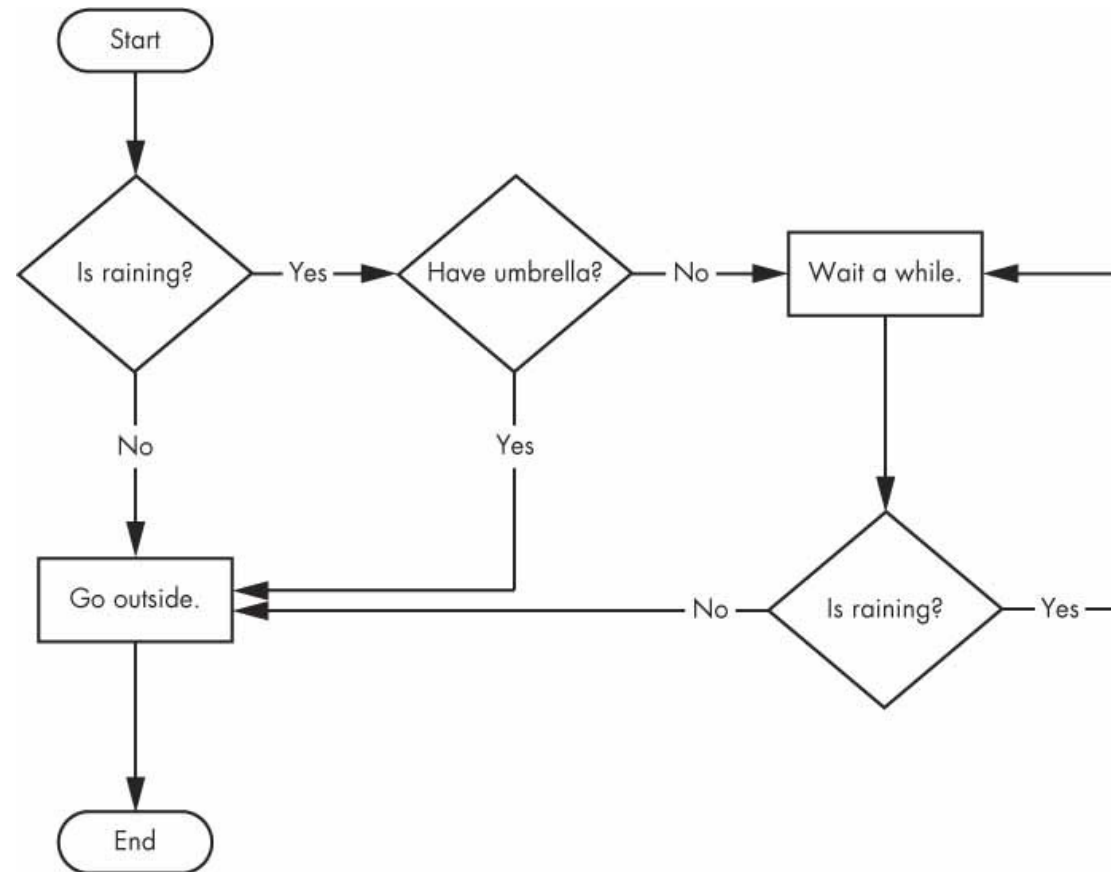 Start
Is raining?
Yes
Have umbrella?
No
Wait a while.
No
Yes
Go outside.
No
Is raining?
Yes
End